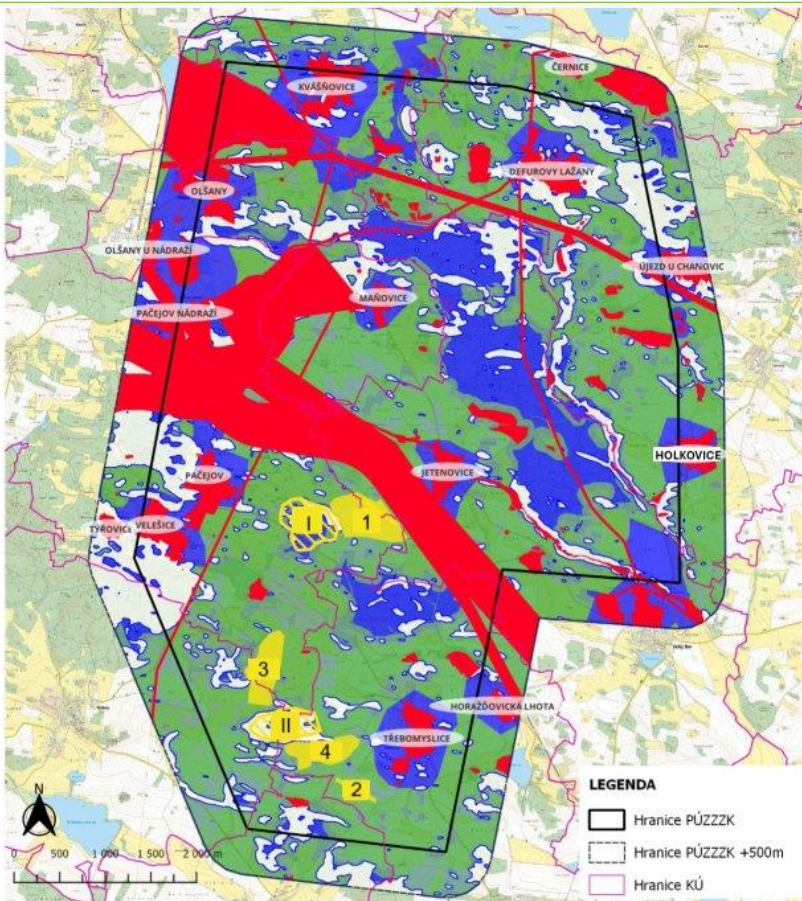 ČERNICE
KVÁŠŇOVICE
DEFUROVY LAŽANY
OLŠANY
OLŠANY U NÁDRAŽÍ
ÚJEZD U CHANOVIC
MAŇOVICE
PAČEJOV NÁDRAŽÍ
HOLKOVICE
JETENOVICE
PAČEJOV
I
1
TÝŘOVICE
VELEŠICE
3
HORAŽĎOVICKÁ LHOTA
II
TŘEBOMYSLICE
4
2
LEGENDA
N
Hranice PÚZZZK
0 500 1 000 1 500 2 000 m
Hranice PÚZZZK +500m
Hranice KÚ